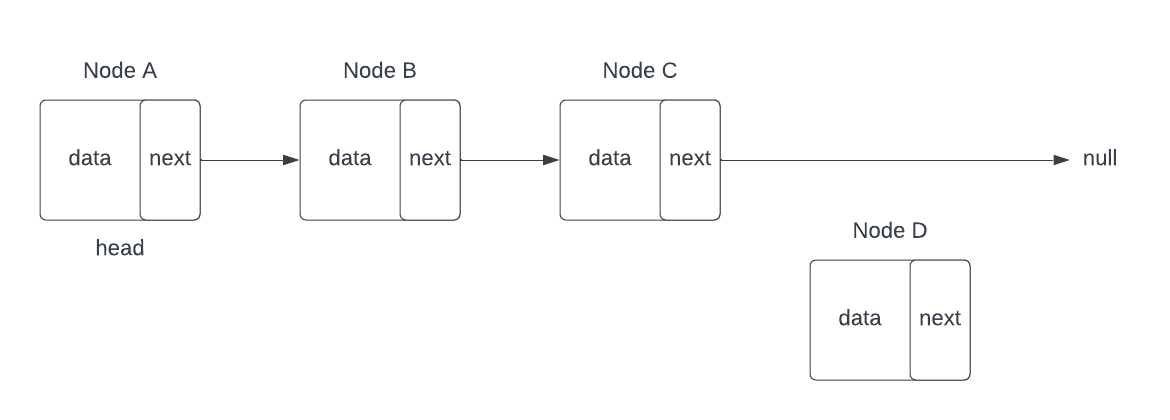 Node A
Node B
Node C
data
next
data
next
data
next
null
head
Node D
data
next